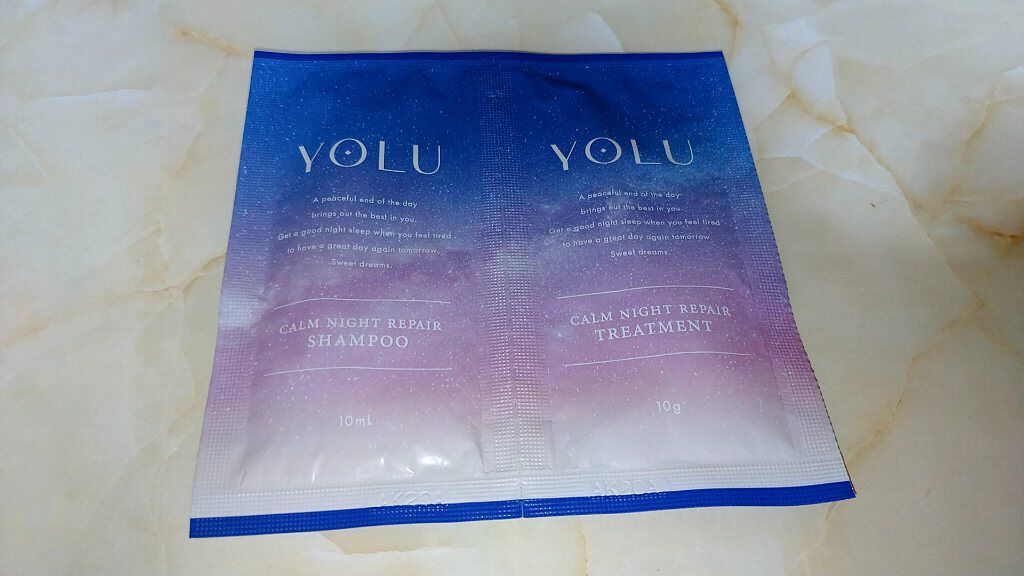 YOLU
A peaceful end of the day
brings out the best in you.
Get a good night sleep when you feel tired
to have a great day again tomorrow.
Sweet dreams.
CALM NIGHT REPAIR
SHAMPOO
10mL
YOLU
A peaceful end of the day
brings out the best in you.
Get a good night sleep when you feel tired
to have a great day again tomorrow.
Sweet dreams.
CALM NIGHT REPAIR
TREATMENT
10g